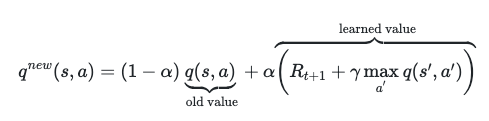 learned value
q^{new}(s, a) = (1 − α) q(s, a) + α(R_{t+1} + γ max_{a'} q(s', a'))
old value